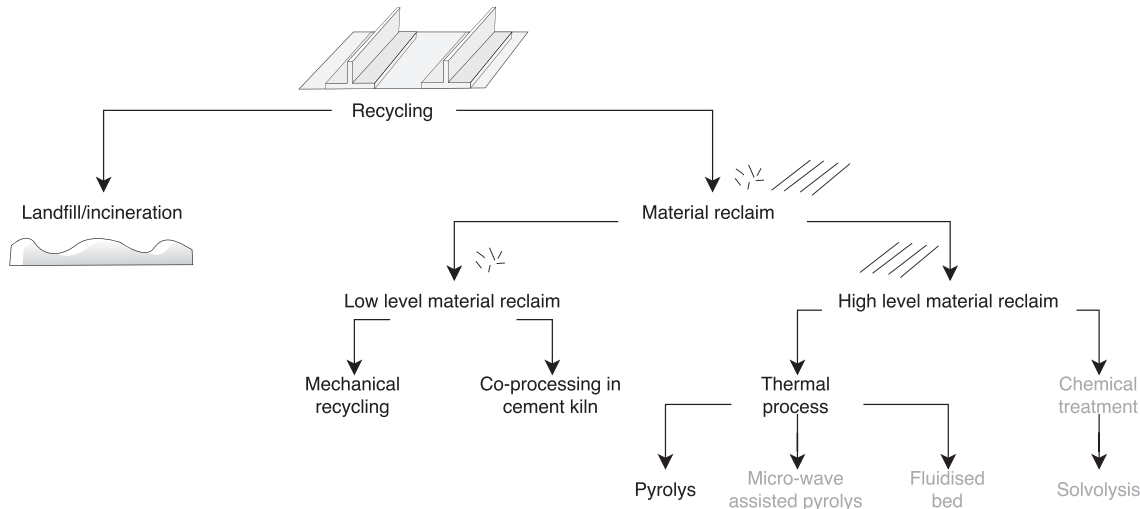 Recycling
Landfill/incineration
Material reclaim
Low level material reclaim
High level material reclaim
Mechanical
recycling
Co-processing in
cement kiln
Thermal
process
Chemical
treatment
Pyrolys
Micro-wave
assisted pyrolys
Fluidised
bed
Solvolysis